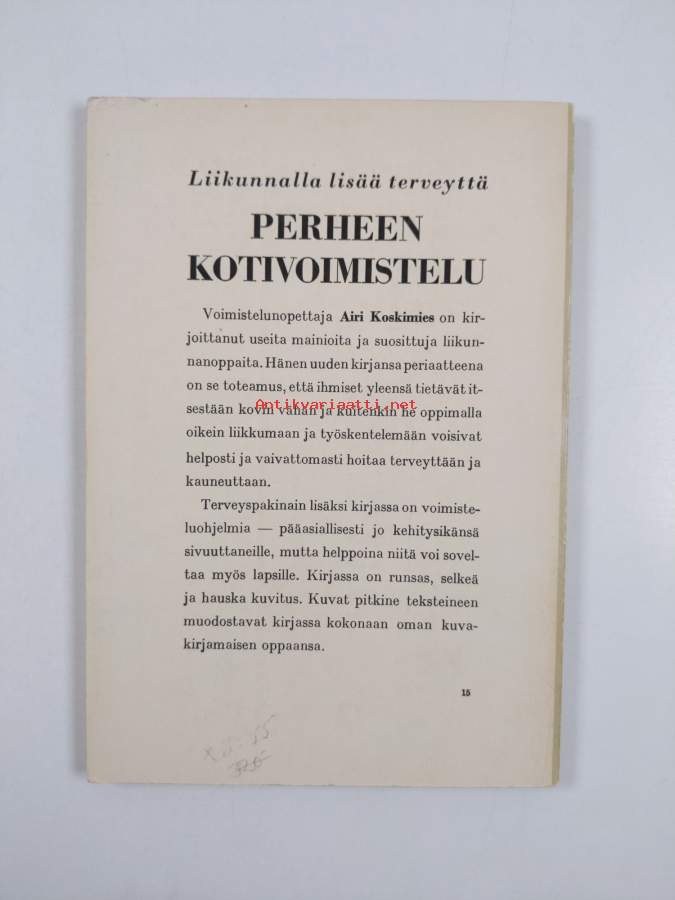 Liikunnalla lisää terveyttä
PERHEEN
KOTIVOIMISTELU
Voimistelunopettaja Airi Koskimies on kir-
joittanut useita mainioita ja suosittuja liikun-
nanoppaita. Hänen uuden kirjansa periaatteena
on se toteamus, että ihmiset yleensä tietävät it-
Antikvariaatti.net
sestään kovin vähän ja kuitenkin he oppimalla
oikein liikkumaan ja työskentelemään voisivat
helposti ja vaivattomasti hoitaa terveyttään ja
kauneuttaan.
Terveyspakinain lisäksi kirjassa on voimiste-
luohjelmia — pääasiallisesti jo kehitysikänsä
sivuuttaneille, mutta helppoina niitä voi sovel-
taa myös lapsille. Kirjassa on runsas, selkeä
ja hauska kuvitus. Kuvat pitkine teksteineen
muodostavat kirjassa kokonaan oman kuva-
kirjamaisen oppaansa.
15